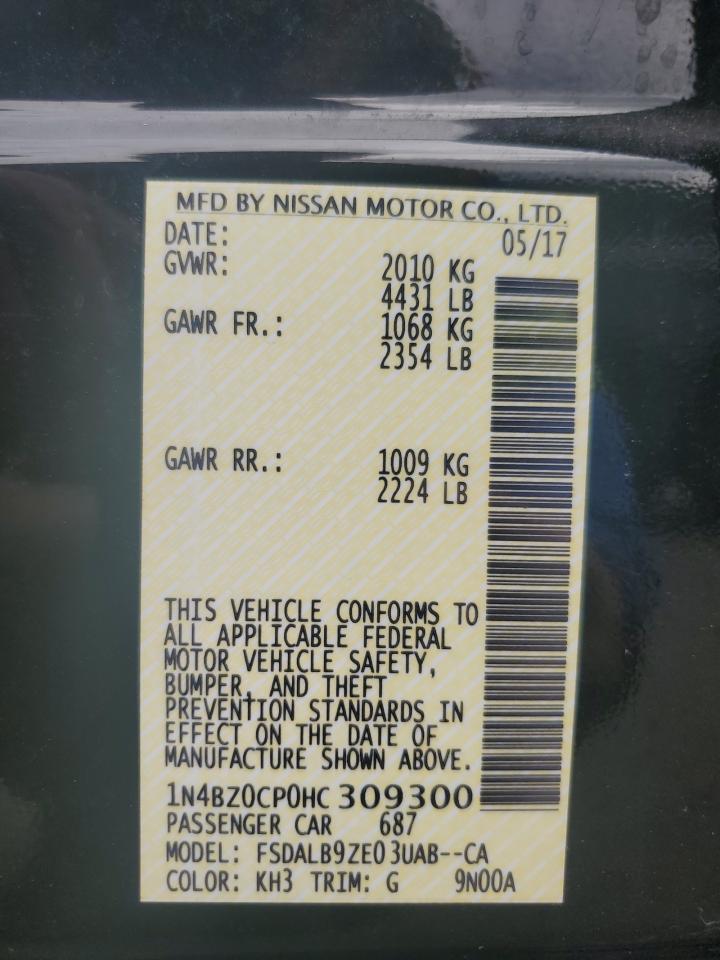 MFD BY NISSAN MOTOR CO., LTD.
DATE: 05/17
GVWR: 2010 KG
4431 LB
GAWR FR.: 1068 KG
2354 LB
GAWR RR.: 1009 KG
2224 LB
THIS VEHICLE CONFORMS TO
ALL APPLICABLE FEDERAL
MOTOR VEHICLE SAFETY,
BUMPER, AND THEFT
PREVENTION STANDARDS IN
EFFECT ON THE DATE OF
MANUFACTURE SHOWN ABOVE.
1N4BZ0CP0HC 309300
PASSENGER CAR 687
MODEL: FSDALB9ZE03UAB--CA
COLOR: KH3 TRIM: G 9N00A